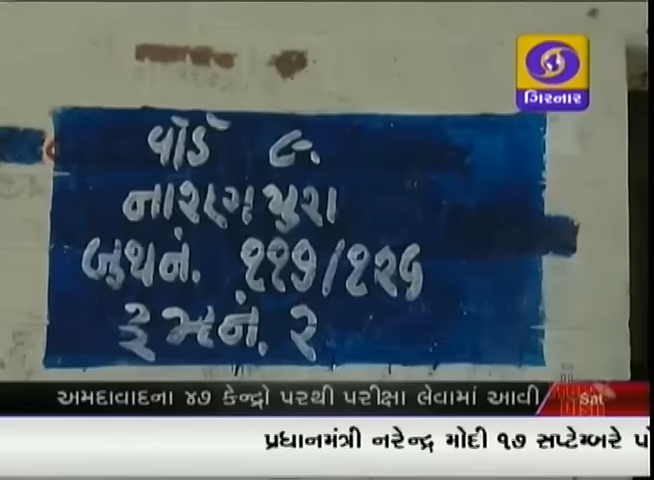 ગિરનાર
વોર્ડ ૯.
નારણપુરા
બુથનં. ૧૧૭/૧૨૬
રૂમનં. ૨
અમદાવાદના ૪૭ કેન્દ્રો પરથી પરીક્ષા લેવામાં આવી
પ્રધાનમંત્રી નરેન્દ્ર મોદી ૧૭ સપ્ટેમ્બરે